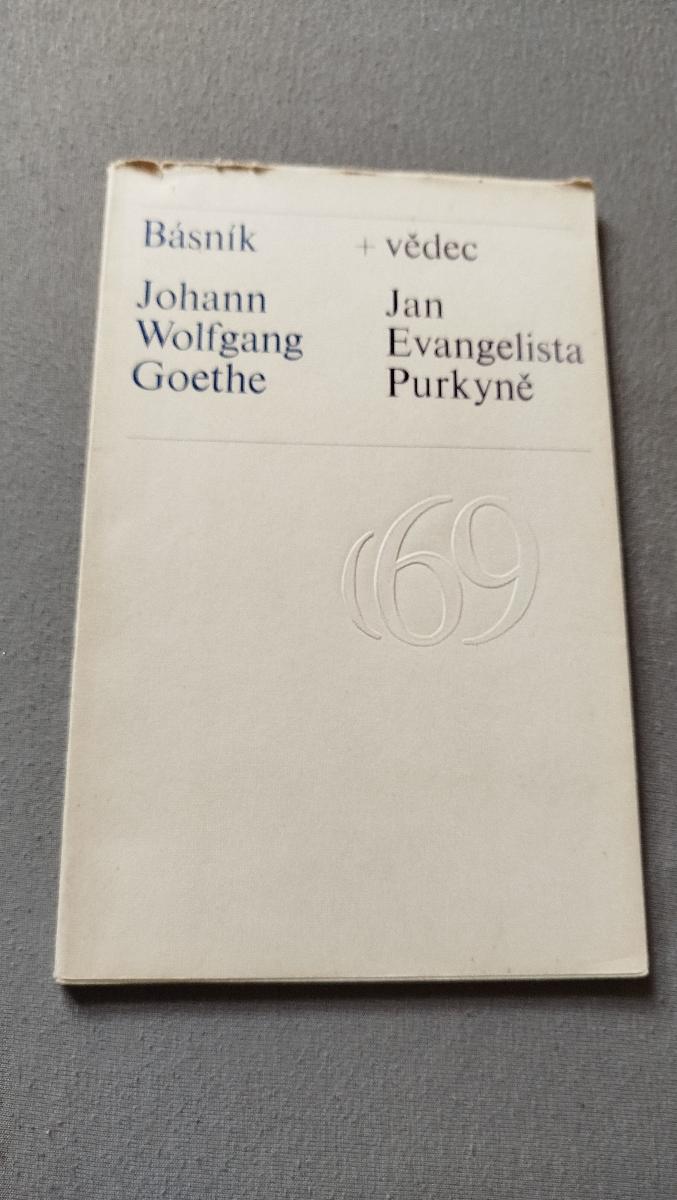 Básník + vědec
Johann Jan
Wolfgang Evangelista
Goethe Purkyně
69